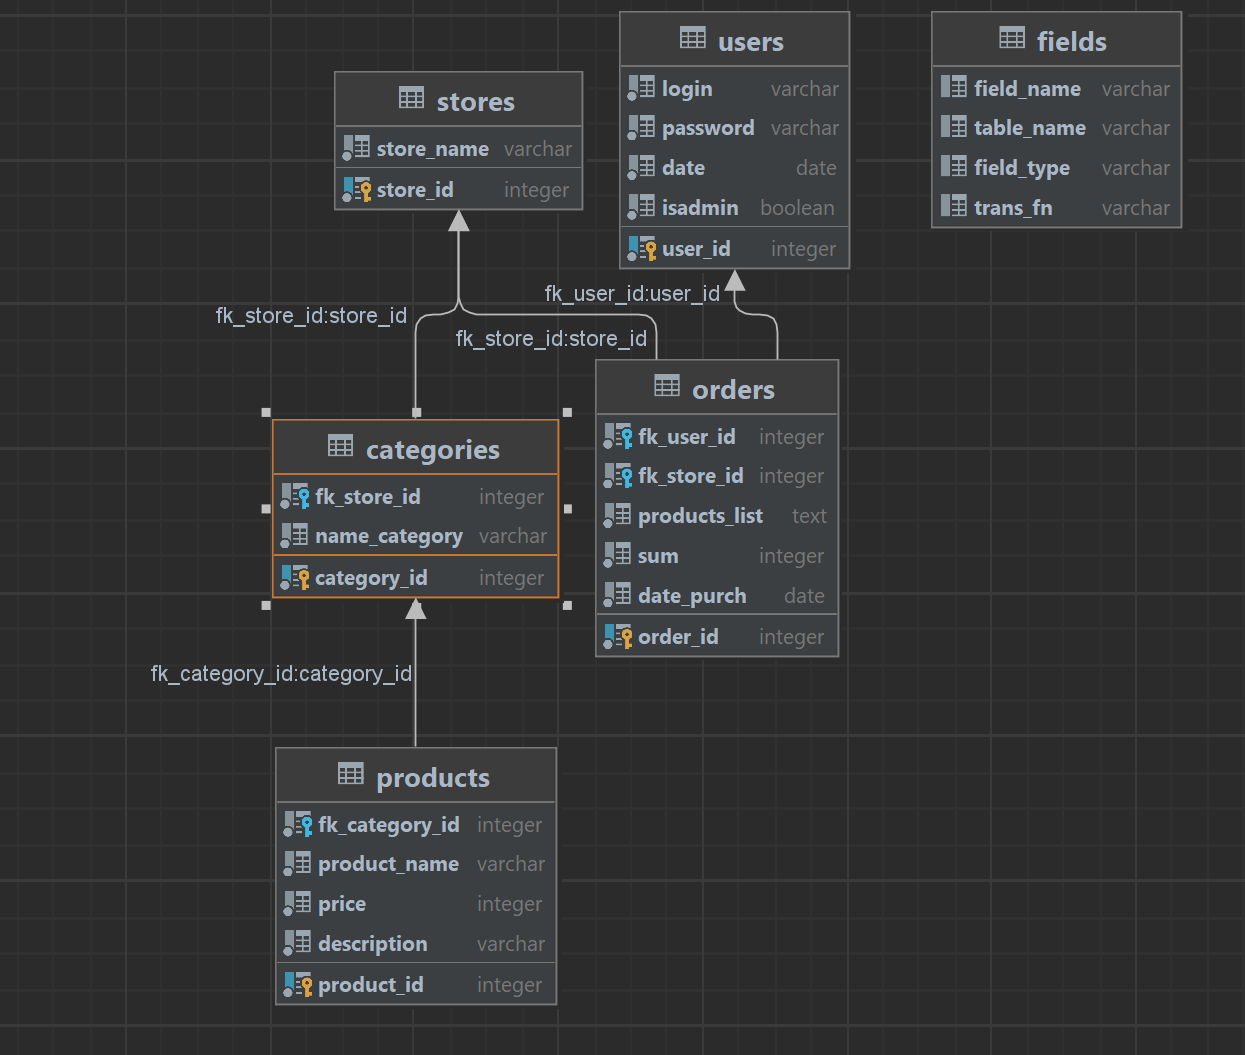 stores
store_name varchar
store_id integer
users
login varchar
password varchar
date date
isadmin boolean
user_id integer
fields
field_name varchar
table_name varchar
field_type varchar
trans_fn varchar
fk_user_id:user_id
fk_store_id:store_id
fk_store_id:store_id
categories
fk_store_id integer
name_category varchar
category_id integer
orders
fk_user_id integer
fk_store_id integer
products_list text
sum integer
date_purch date
order_id integer
fk_category_id:category_id
products
fk_category_id integer
product_name varchar
price integer
description varchar
product_id integer